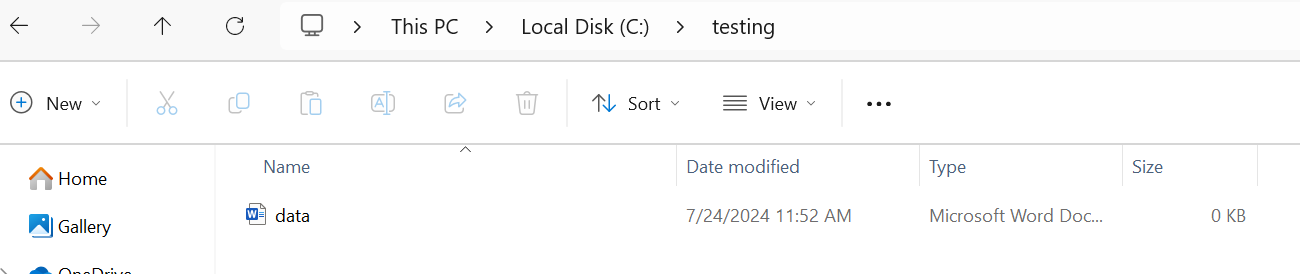 This PC > Local Disk (C:) > testing
New Sort View
Name Date modified Type Size
Home
data 7/24/2024 11:52 AM Microsoft Word Doc... 0 KB
Gallery
OneDrive